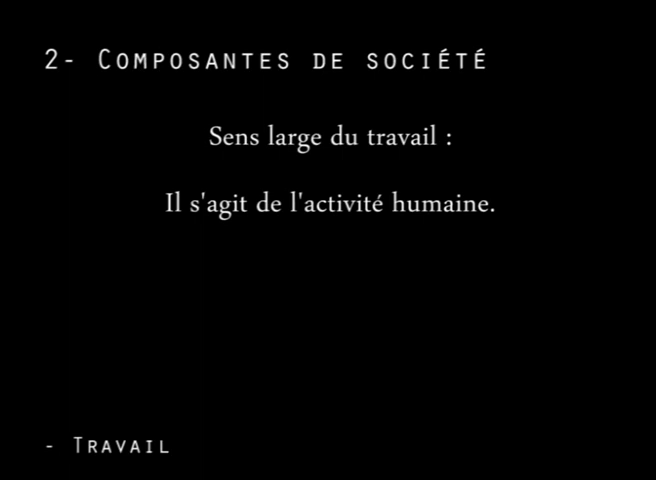 2- Composantes de société
Sens large du travail :
Il s'agit de l'activité humaine.
- Travail